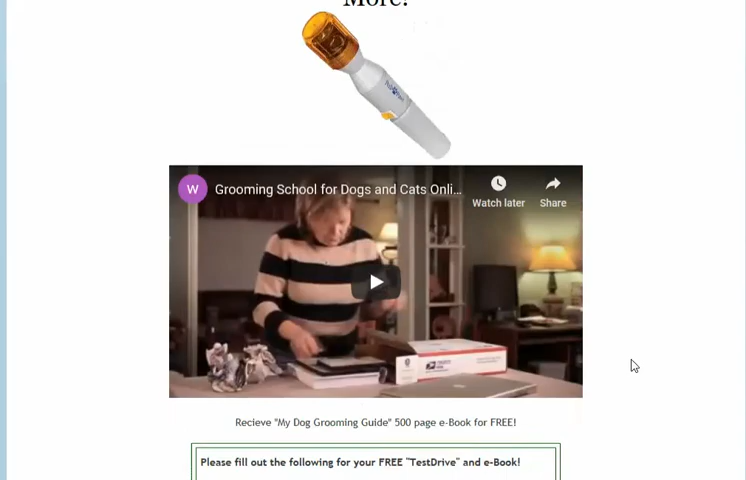 More!
W
Grooming School for Dogs and Cats Onli...
Watch later
Share
Recieve "My Dog Grooming Guide" 500 page e-Book for FREE!
Please fill out the following for your FREE "TestDrive" and e-Book!